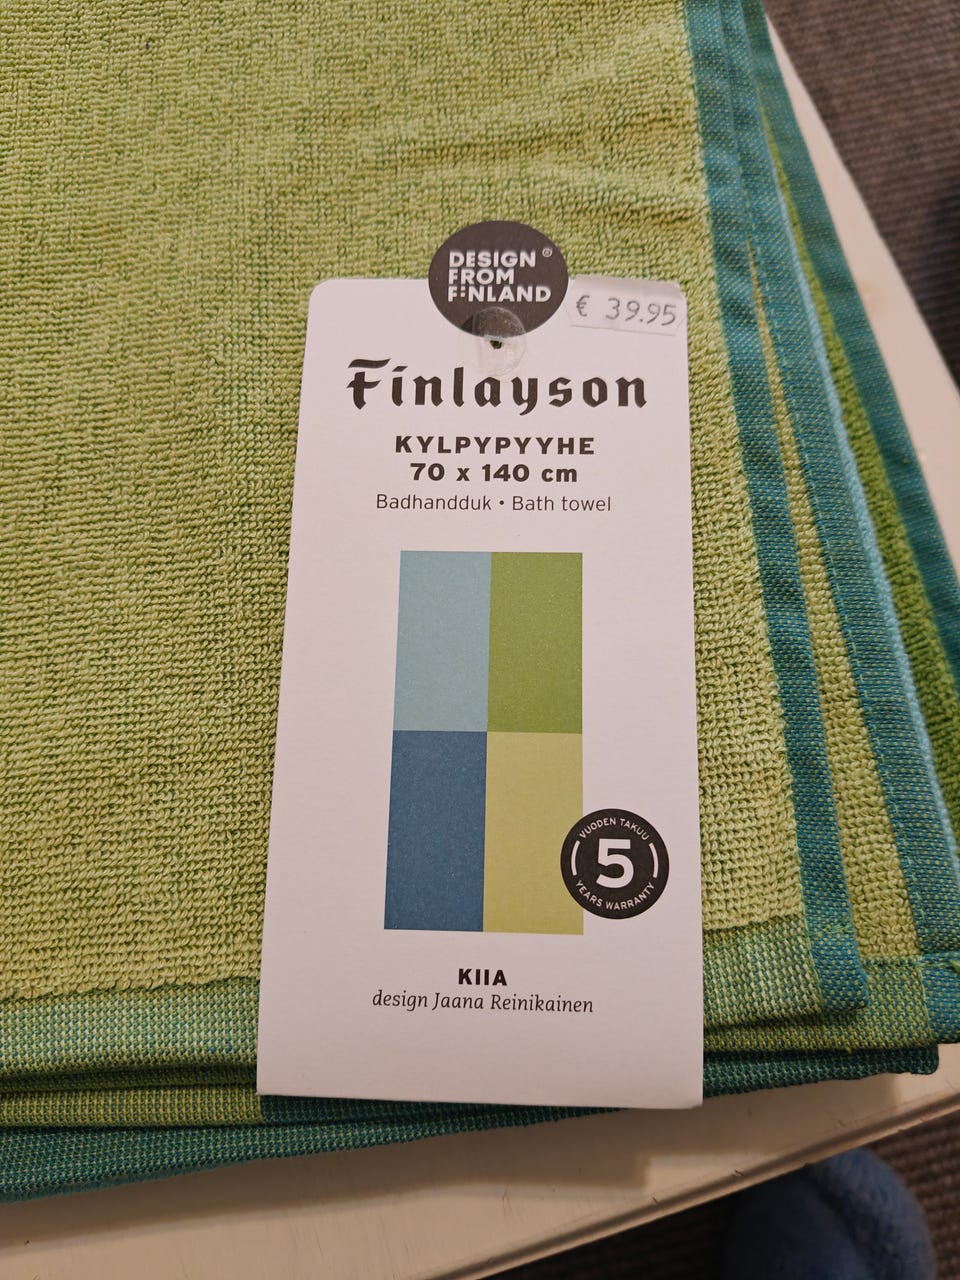 DESIGN ®
FROM
FINLAND
€ 39.95
Finlayson
KYLPYPYYHE
70 x 140 cm
Badhandduk • Bath towel
VUODEN TAKUU
5
YEARS WARRANTY
KIIA
design Jaana Reinikainen